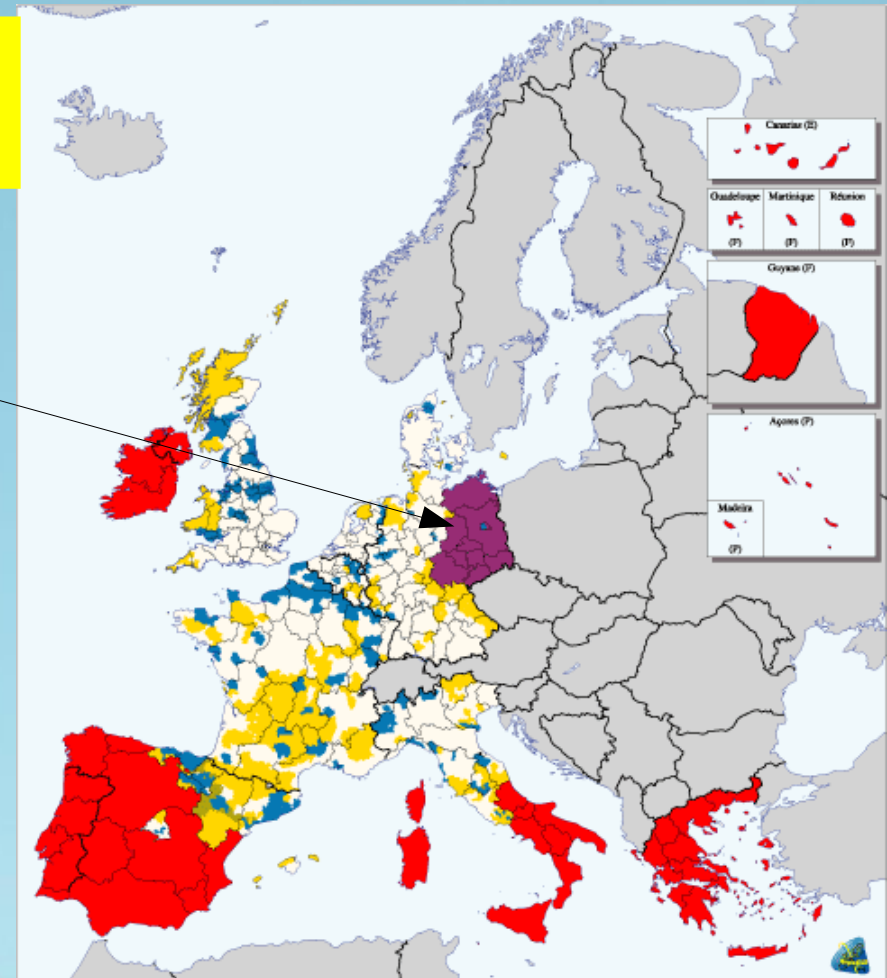 Canarias (E)
Guadeloupe
Martinique
Réunion
(F)
(F)
(F)
Guyane (F)
Açores (P)
Madeira
(P)